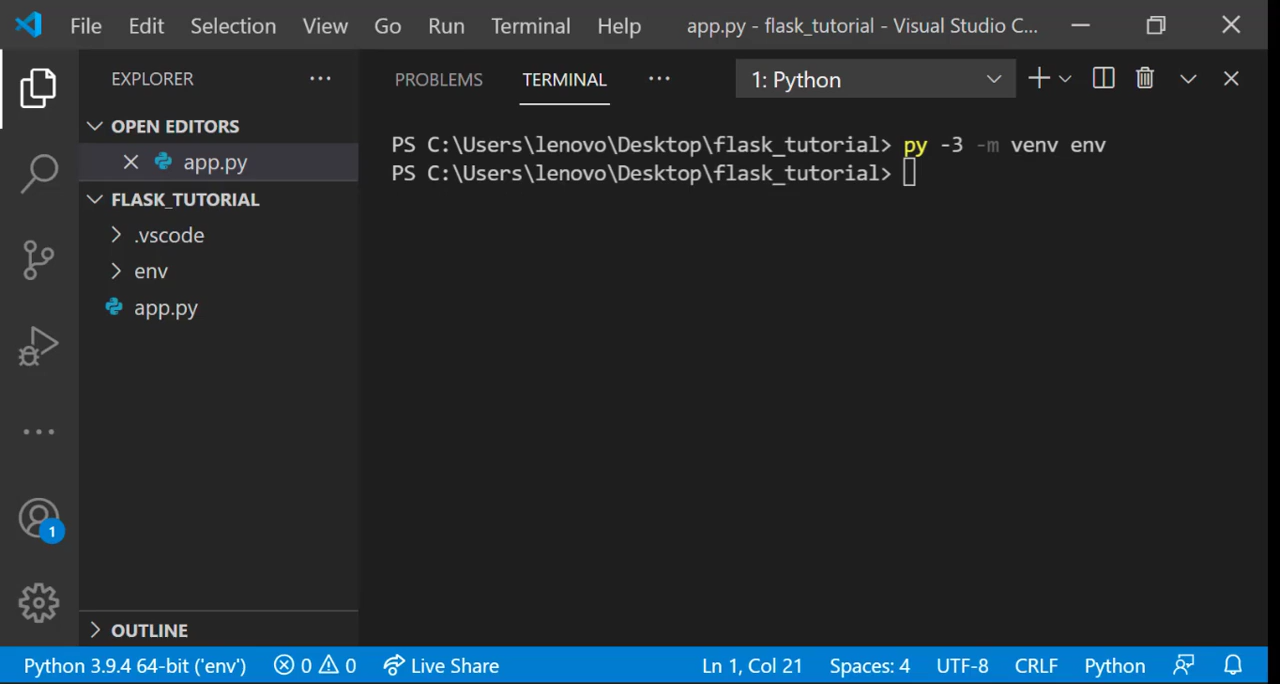 File Edit Selection View Go Run Terminal Help app.py - flask_tutorial - Visual Studio C...
EXPLORER ...
PROBLEMS TERMINAL ... 1: Python
OPEN EDITORS
app.py
FLASK_TUTORIAL
.vscode
env
app.py
PS C:\Users\lenovo\Desktop\flask_tutorial> py -3 -m venv env
PS C:\Users\lenovo\Desktop\flask_tutorial>
1
OUTLINE
Python 3.9.4 64-bit ('env') 0 0 Live Share Ln 1, Col 21 Spaces: 4 UTF-8 CRLF Python